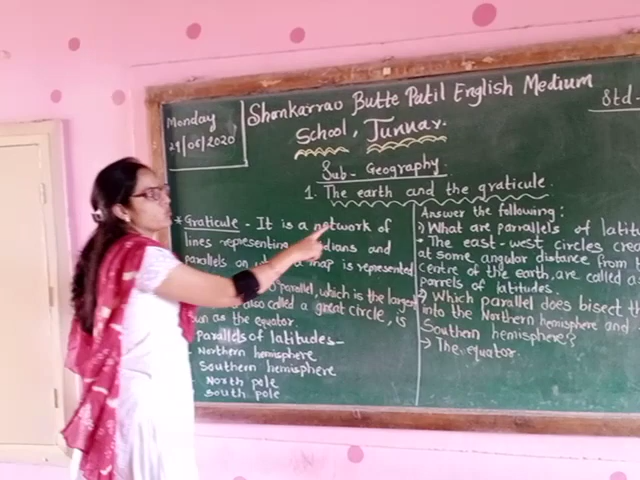 Monday
29/06/2020
Shankarrao Butte Patil English Medium
School, Junnar.
Std-
Sub - Geography.
1. The earth and the graticule
* Graticule - It is a network of
lines representing meridians and
parallels on which a map is represented
0° parallel, which is the largest
also called a great circle, is
as the equator.
Parallels of latitudes-
- Northern hemisphere
Southern hemisphere
- North pole
- South pole
Answer the following:
1) What are parrallels of latitu
→ The east-west circles crea
at some angular distance from t
centre of the earth, are called a
parrels of latitudes.
2) Which parallel does bisect th
into the Northern hemisphere and
Southern hemisphere?
→ The equator.